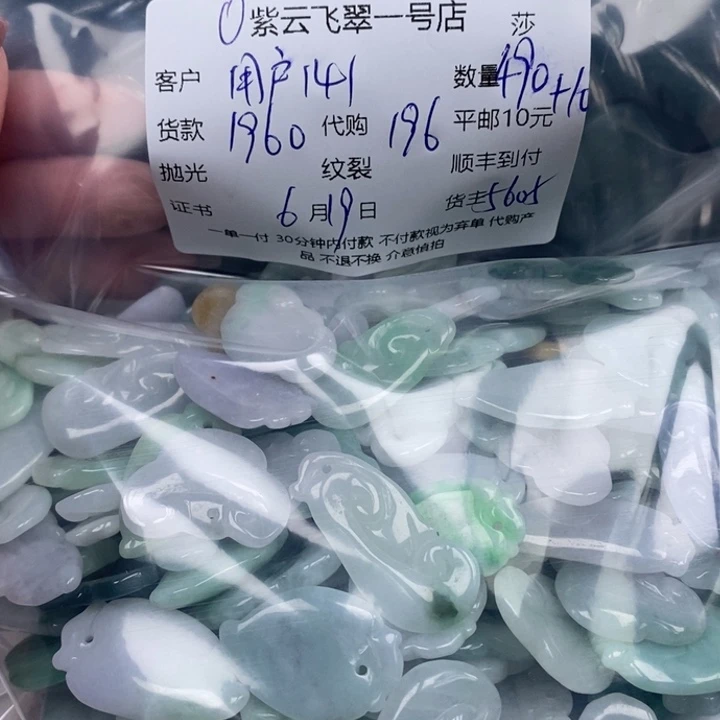 ① 紫云飞翠一号店 莎
客户 用户141 数量 490+10
货款 1960 代购 196 平邮10元
抛光 纹裂 顺丰到付
证书 6月19日 货毛5605
一单一付 30分钟内付款 不付款视为弃单 代购产
品 不退不换 介意慎拍